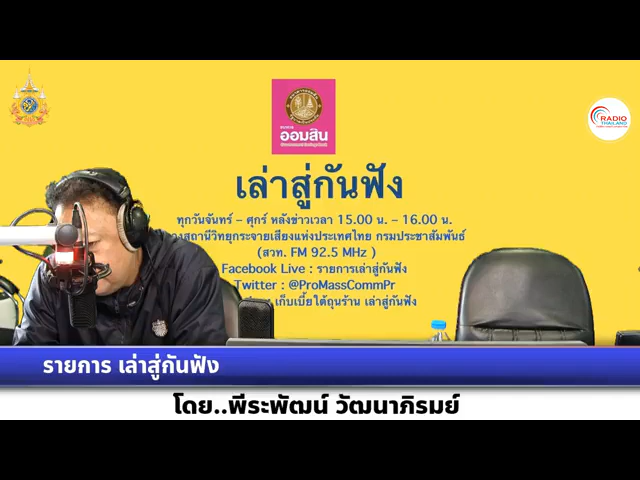 RADIO
THAILAND
ธนาคาร
ออมสิน
เล่าสู่กันฟัง
ทุกวันจันทร์ – ศุกร์ หลังข่าวเวลา 15.00 น. – 16.00 น.
งสถานีวิทยุกระจายเสียงแห่งประเทศไทย กรมประชาสัมพันธ์
(สวท. FM 92.5 MHz )
Facebook Live : รายการเล่าสู่กันฟัง
Twitter : @ProMassCommPr
เก็บเบี้ยใต้ถุนร้าน เล่าสู่กันฟัง
รายการ เล่าสู่กันฟัง
โดย..พีระพัฒน์ วัฒนาภิรมย์